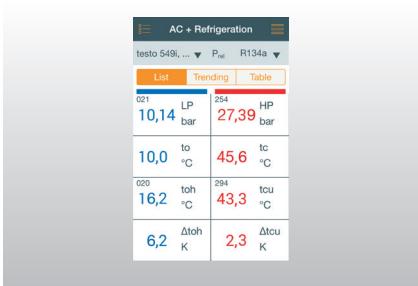 AC + Refrigeration
testo 549i, ... ▼ Prel R134a ▼
List Trending Table
021 254
10,14 LP bar 27,39 HP bar
10,0 to °C 45,6 tc °C
020 294
16,2 toh °C 43,3 tcu °C
6,2 Δtoh K 2,3 Δtcu K